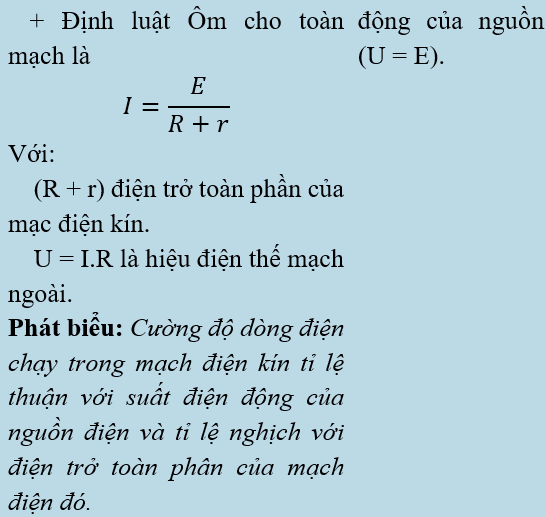 + Định luật Ôm cho toàn
mạch là
I = E / (R + r)
Với:
(R + r) điện trở toàn phần của
mạc điện kín.
U = I.R là hiệu điện thế mạch
ngoài.
Phát biểu: Cường độ dòng điện
chạy trong mạch điện kín tỉ lệ
thuận với suất điện động của
nguồn điện và tỉ lệ nghịch với
điện trở toàn phân của mạch
điện đó.
động của nguồn
(U = E).